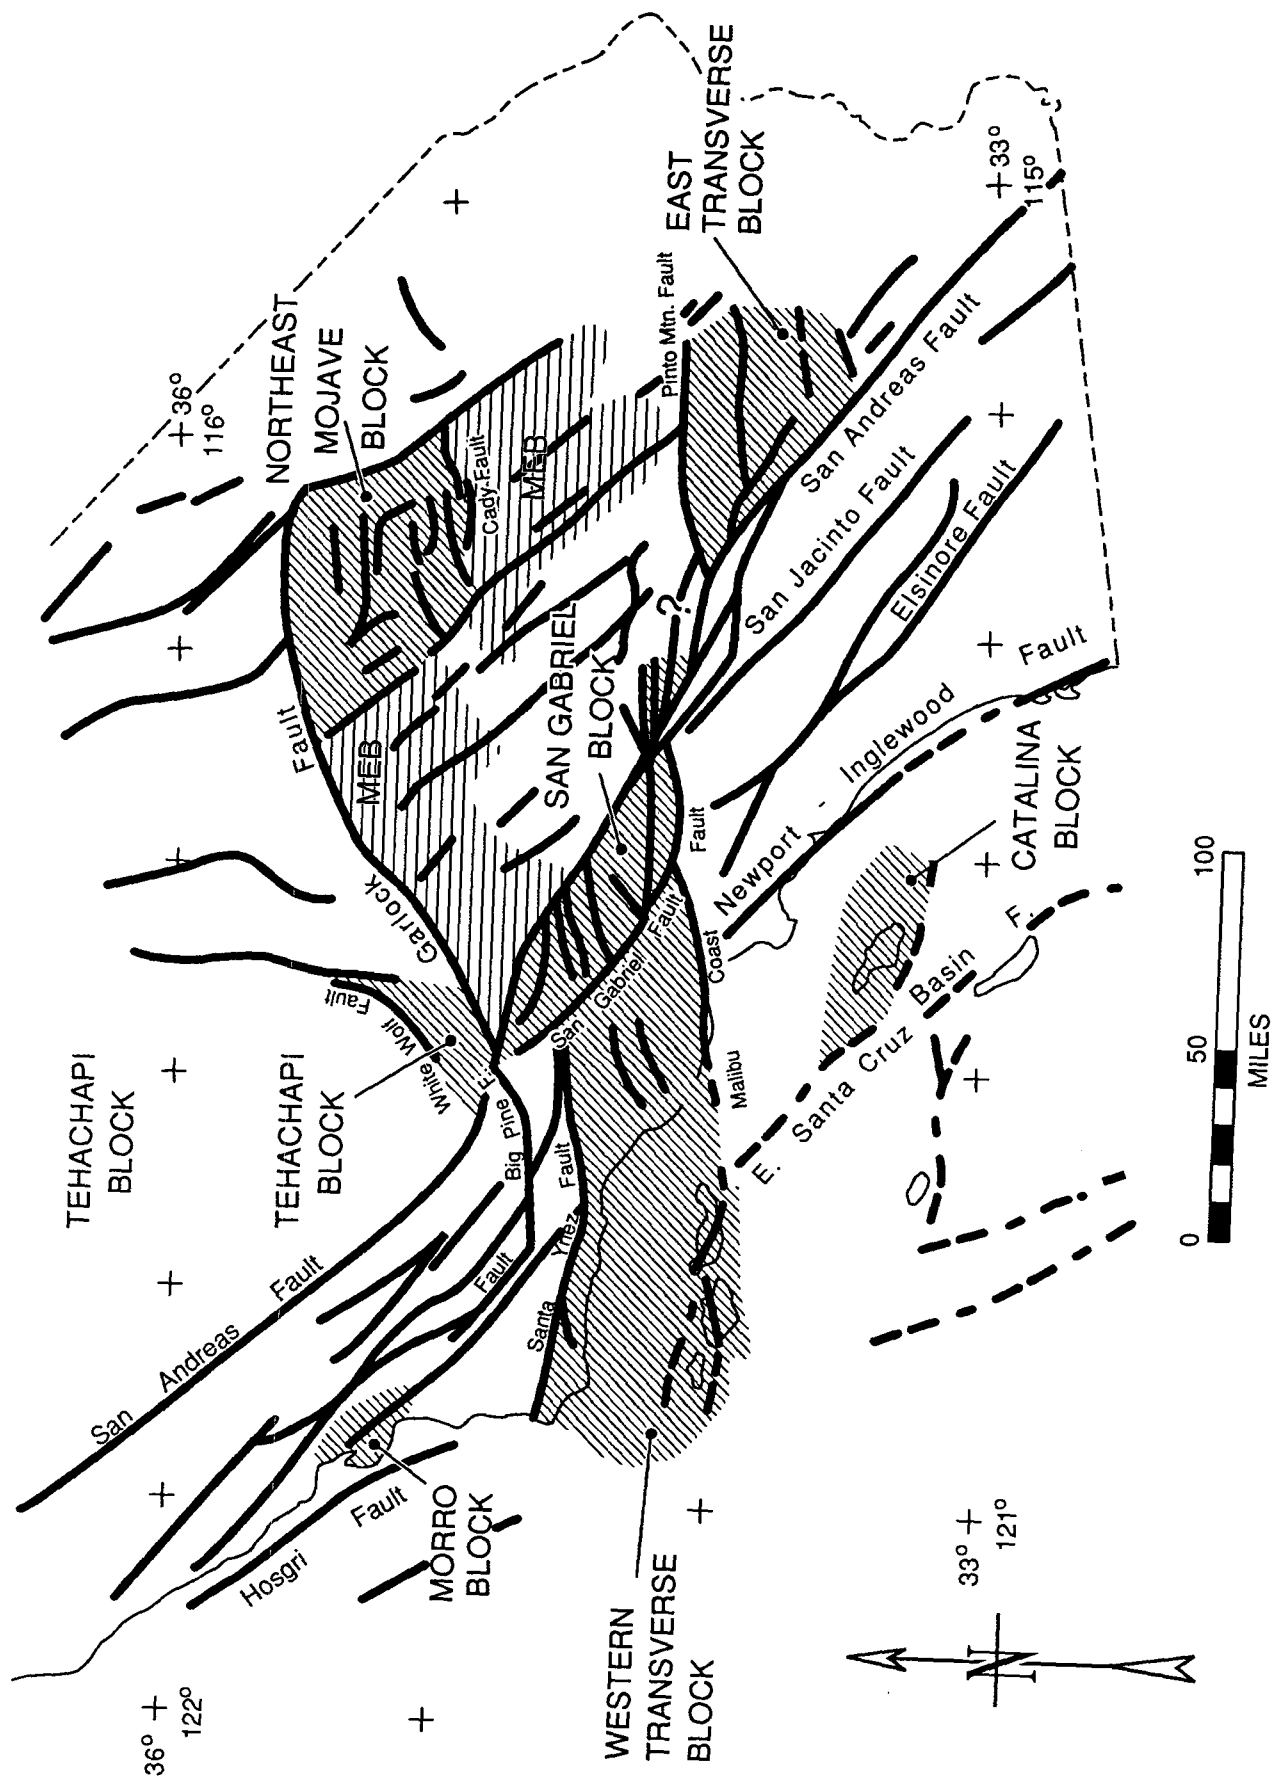 TEHACHAPI
BLOCK
TEHACHAPI
BLOCK
NORTHEAST
MOJAVE
BLOCK
EAST
TRANSVERSE
BLOCK
36°
116°
San Andreas Fault
Garlock Fault
White Wolf Fault
Big Pine F.
Cady Fault
MEB
MEB
Pinto Mtn. Fault
SAN GABRIEL
BLOCK
?
San Andreas Fault
San Jacinto Fault
Elsinore Fault
33°
115°
Hosgri Fault
MORRO
BLOCK
Santa Ynez Fault
Fault
San Gabriel Fault
Malibu Coast Fault
Newport Inglewood Fault
CATALINA
BLOCK
E. Santa Cruz Basin F.
WESTERN
TRANSVERSE
BLOCK
36°
122°
33°
121°
N
0 50 100
MILES